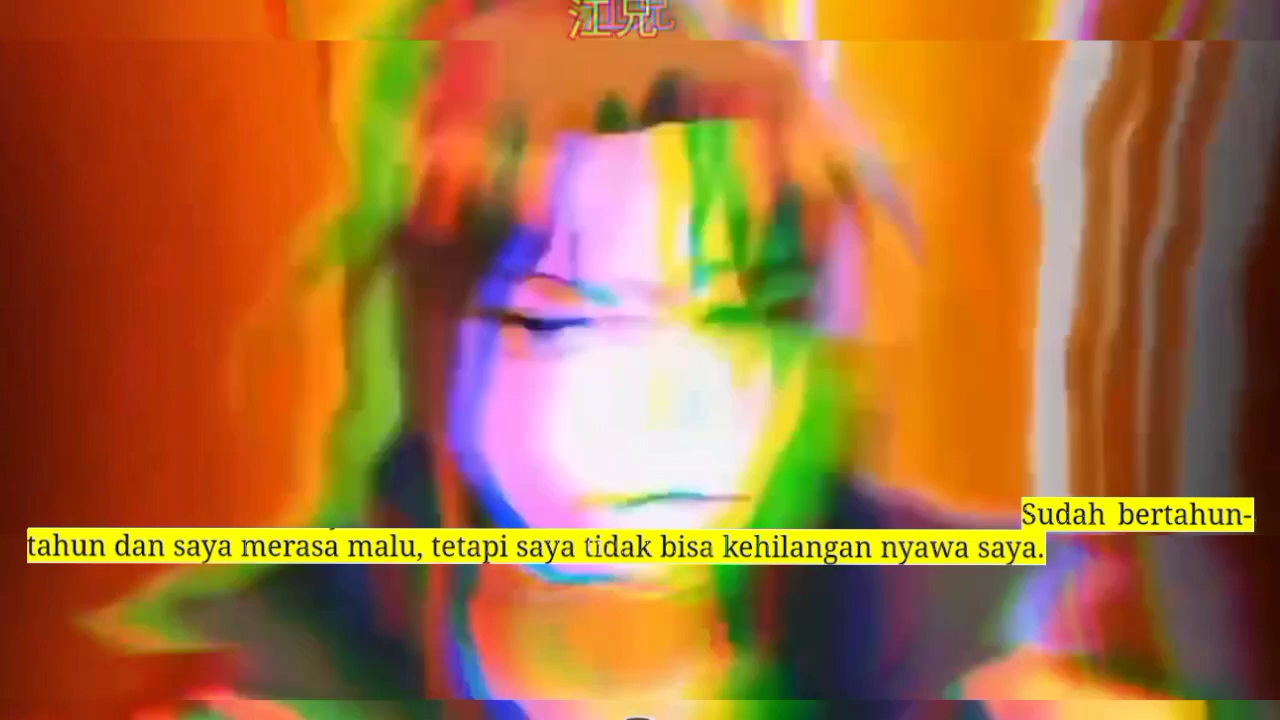 Sudah bertahun-
tahun dan saya merasa malu, tetapi saya tidak bisa kehilangan nyawa saya.